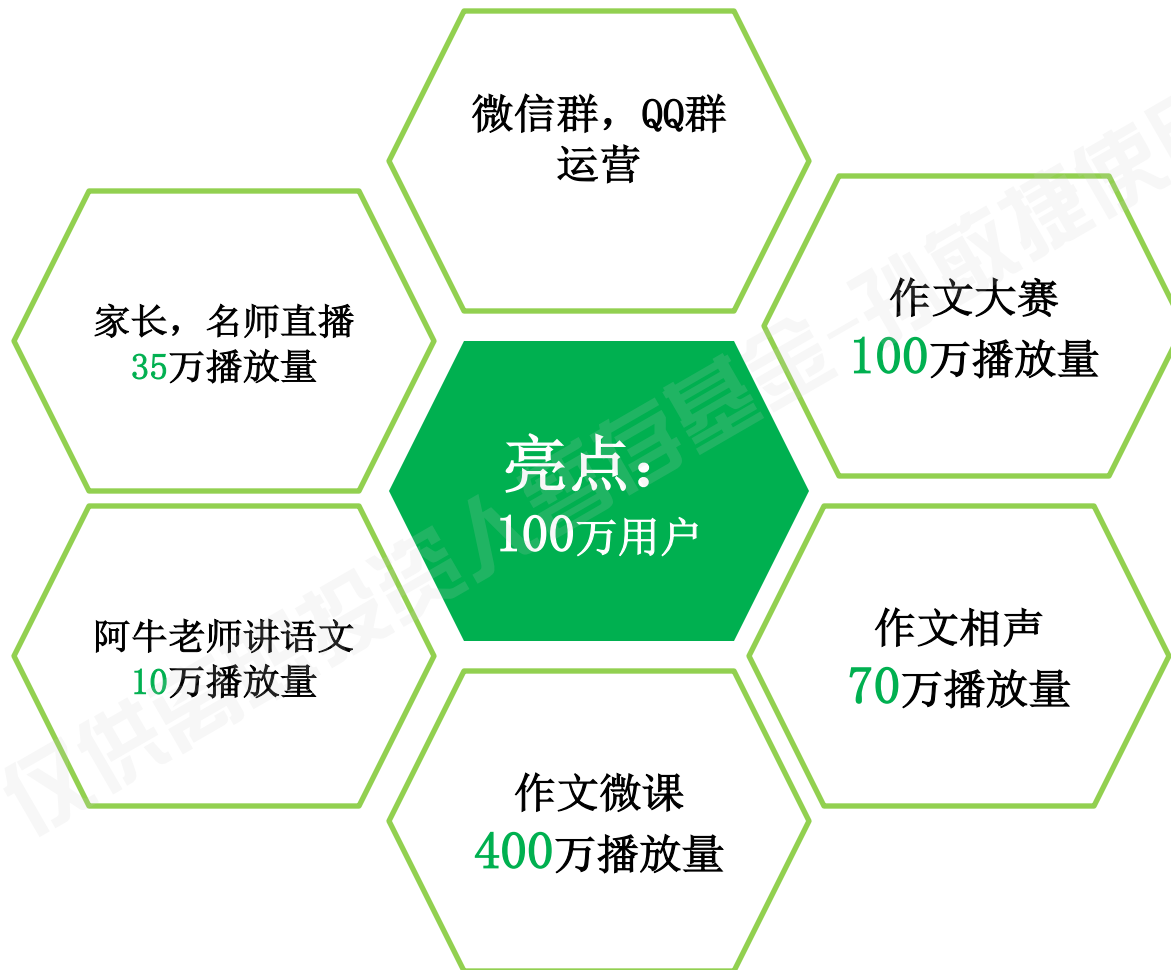 微信群，QQ群
运营
作文大赛
100万播放量
家长，名师直播
35万播放量
亮点：
100万用户
作文相声
70万播放量
阿牛老师讲语文
10万播放量
作文微课
400万播放量